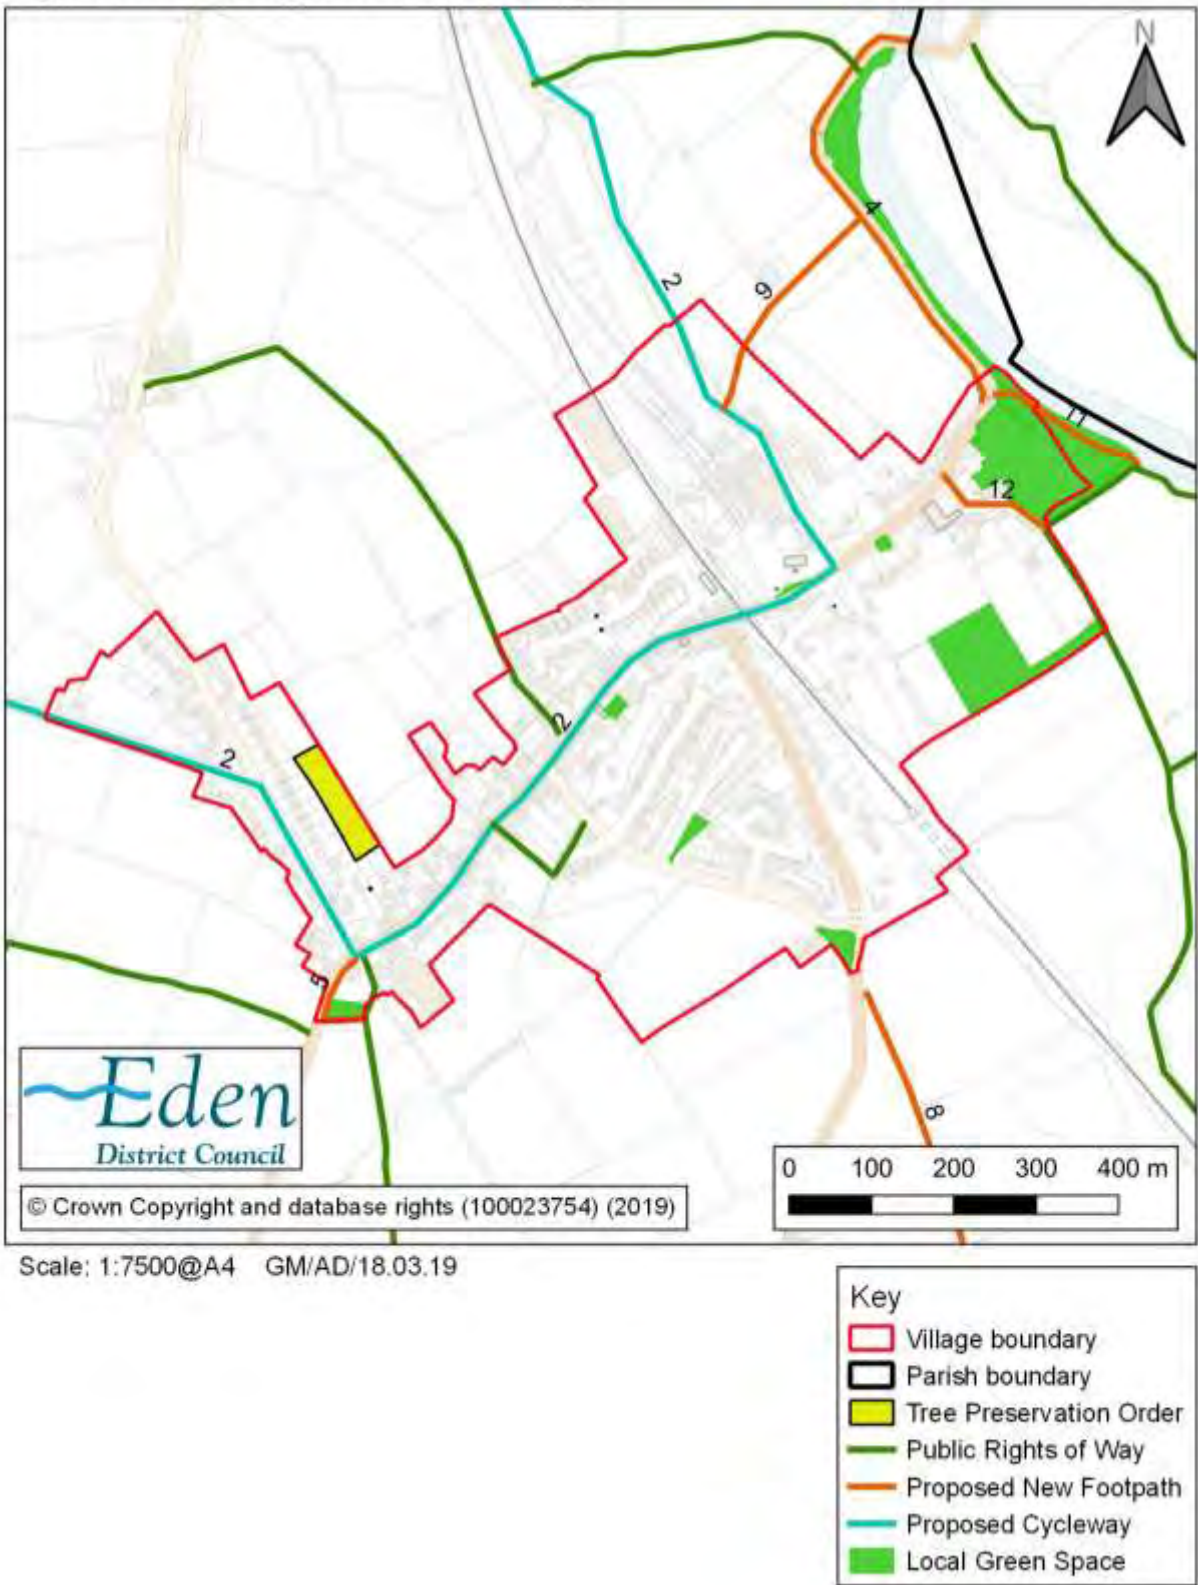 N
4
2
6
11
12
2
2
5
8
Eden
District Council
© Crown Copyright and database rights (100023754) (2019)
0 100 200 300 400 m
Scale: 1:7500@A4 GM/AD/18.03.19
Key
Village boundary
Parish boundary
Tree Preservation Order
Public Rights of Way
Proposed New Footpath
Proposed Cycleway
Local Green Space